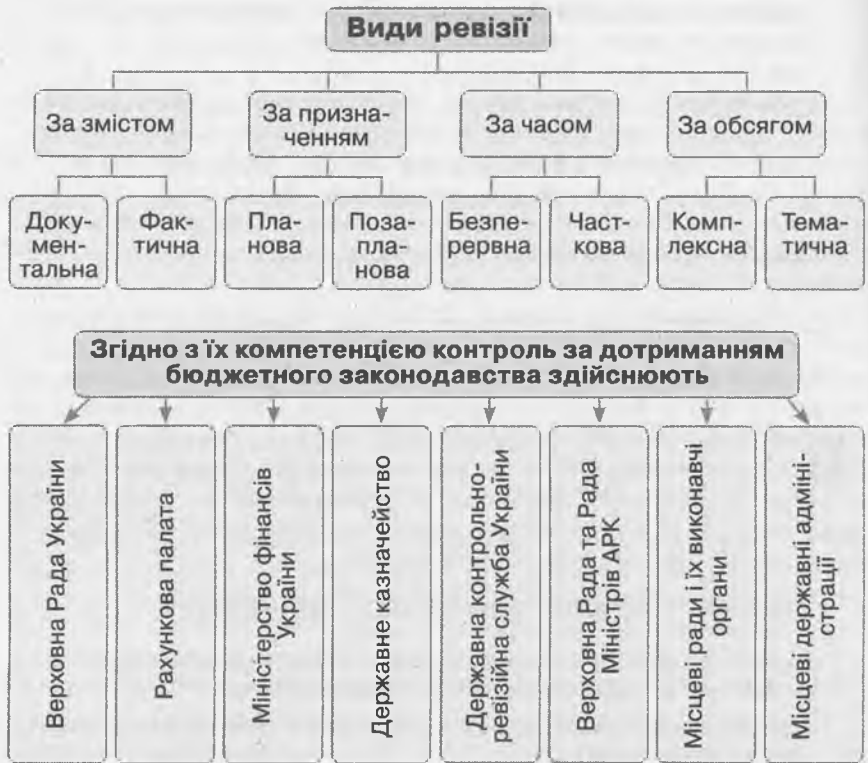 Види ревізії
За змістом
За призна-
ченням
За часом
За обсягом
Доку-
мен-
тальна
Фак-
тична
Пла-
нова
Поза-
пла-
нова
Безпе-
рервна
Част-
кова
Комп-
лексна
Тема-
тична
Згідно з їх компетенцією контроль за дотриманням
бюджетного законодавства здійснюють
Верховна Рада України
Рахункова палата
Міністерство фінансів
України
Державне казначейство
Державна контрольно-
ревізійна служба України
Верховна Рада та Рада
Міністрів АРК
Місцеві ради і їх виконавчі
органи
Місцеві державні адміні-
страції